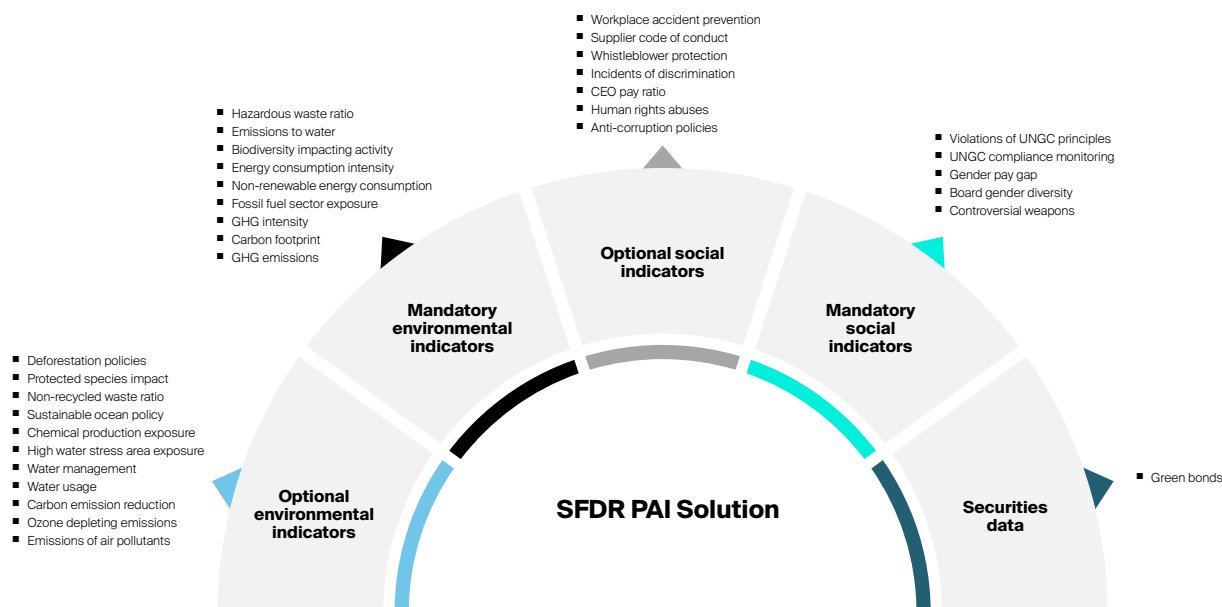 Workplace accident prevention
Supplier code of conduct
Whistleblower protection
Incidents of discrimination
CEO pay ratio
Human rights abuses
Anti-corruption policies
Hazardous waste ratio
Emissions to water
Biodiversity impacting activity
Energy consumption intensity
Non-renewable energy consumption
Fossil fuel sector exposure
GHG intensity
Carbon footprint
GHG emissions
Violations of UNGC principles
UNGC compliance monitoring
Gender pay gap
Board gender diversity
Controversial weapons
Optional social
indicators
Mandatory
environmental
indicators
Mandatory
social
indicators
Deforestation policies
Protected species impact
Non-recycled waste ratio
Sustainable ocean policy
Chemical production exposure
High water stress area exposure
Water management
Water usage
Carbon emission reduction
Ozone depleting emissions
Emissions of air pollutants
Optional
environmental
indicators
SFDR PAI Solution
Securities
data
Green bonds